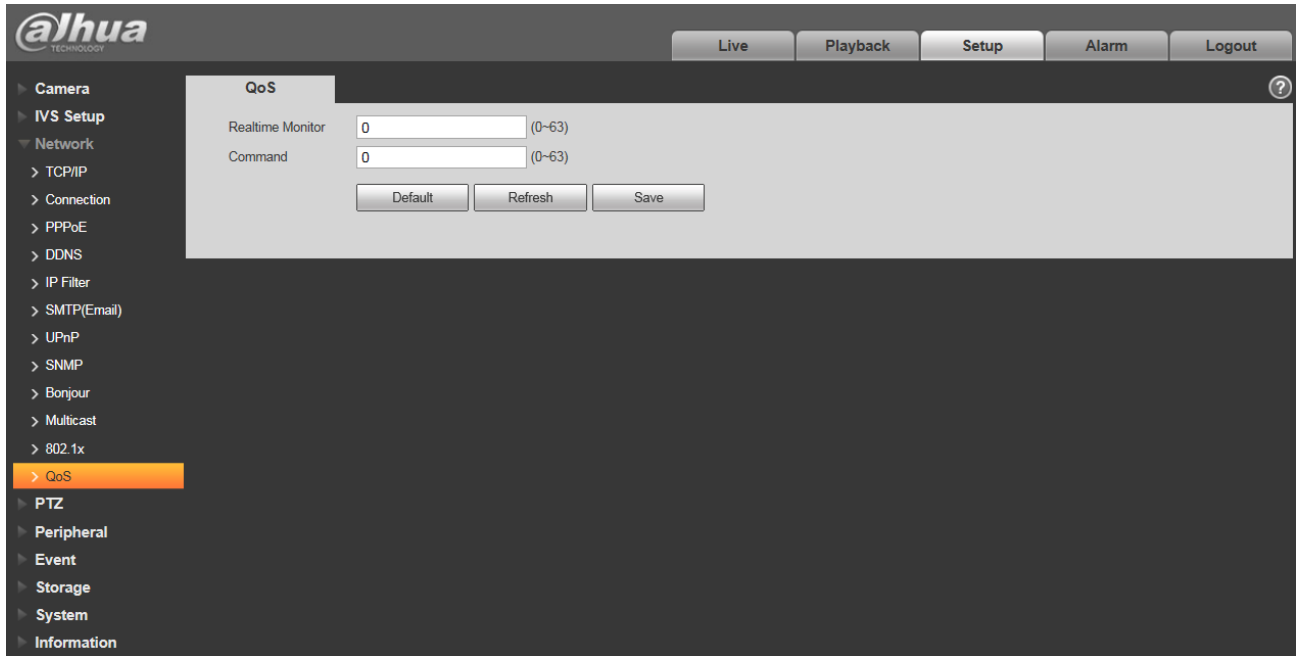 alhua
TECHNOLOGY
Live Playback Setup Alarm Logout
Camera
IVS Setup
Network
TCP/IP
Connection
PPPoE
DDNS
IP Filter
SMTP(Email)
UPnP
SNMP
Bonjour
Multicast
802.1x
QoS
PTZ
Peripheral
Event
Storage
System
Information
QoS ?
Realtime Monitor 0 (0~63)
Command 0 (0~63)
Default Refresh Save